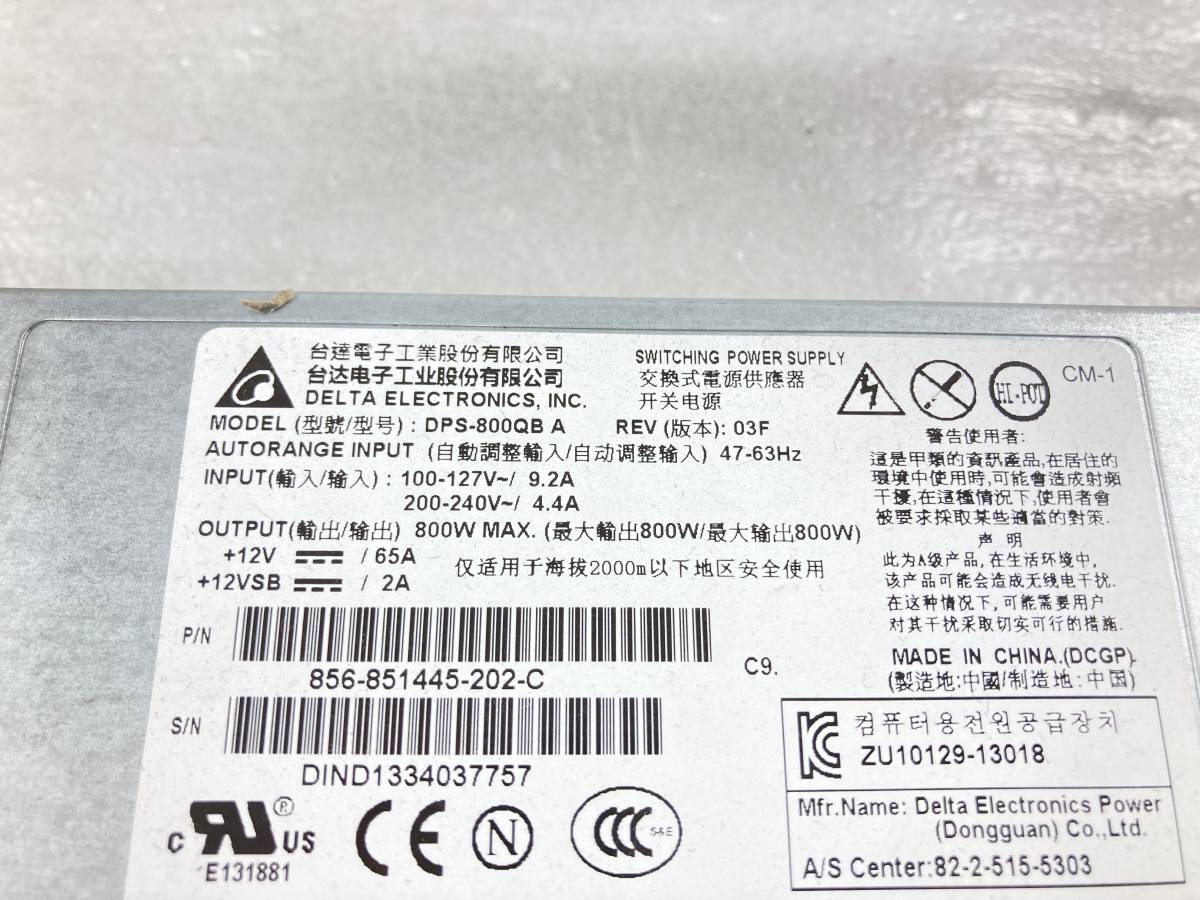 台達電子工業股份有限公司
台达电子工业股份有限公司
DELTA ELECTRONICS, INC.
SWITCHING POWER SUPPLY
交換式電源供應器
开关电源
HI-POT
CM-1
MODEL (型號/型号) : DPS-800QB A REV (版本): 03F
AUTORANGE INPUT (自動調整輸入/自动调整输入) 47-63Hz
INPUT(輸入/输入) : 100-127V~/ 9.2A
200-240V~/ 4.4A
OUTPUT(輸出/输出) 800W MAX. (最大輸出800W/最大输出800W)
+12V / 65A
+12VSB / 2A
仅适用于海拔2000m以下地区安全使用
警告使用者:
這是甲類的資訊產品,在居住的
環境中使用時,可能會造成射頻
干擾,在這種情況下,使用者會
被要求採取某些適當的對策.
声 明
此为A级产品,在生活环境中,
该产品可能会造成无线电干扰.
在这种情况下,可能需要用户
对其干扰采取切实可行的措施.
MADE IN CHINA.(DCGP)
(製造地:中國/制造地:中国)
P/N
856-851445-202-C
C9.
S/N
DIND1334037757
컴퓨터용전원공급장치
ZU10129-13018
Mfr.Name: Delta Electronics Power
(Dongguan) Co.,Ltd.
A/S Center:82-2-515-5303
C RU ® US
E131881
CE
N
CCC S&E